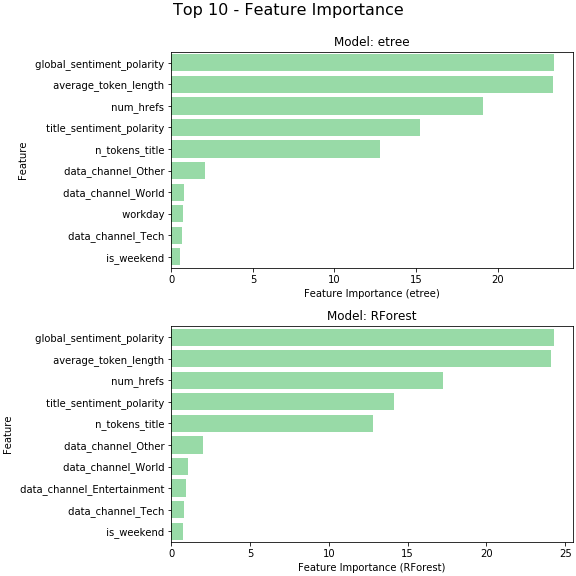 Top 10 - Feature Importance
Model: etree
Feature
global_sentiment_polarity
average_token_length
num_hrefs
title_sentiment_polarity
n_tokens_title
data_channel_Other
data_channel_World
workday
data_channel_Tech
is_weekend
0 5 10 15 20
Feature Importance (etree)
Model: RForest
Feature
global_sentiment_polarity
average_token_length
num_hrefs
title_sentiment_polarity
n_tokens_title
data_channel_Other
data_channel_World
data_channel_Entertainment
data_channel_Tech
is_weekend
0 5 10 15 20 25
Feature Importance (RForest)